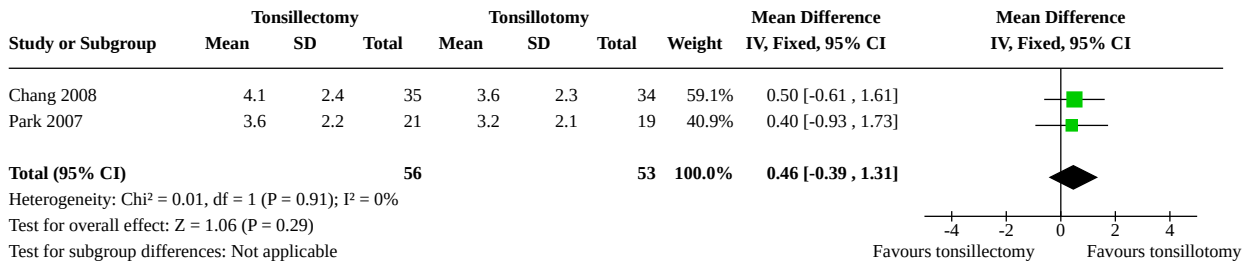 Tonsillectomy Tonsillotomy Mean Difference Mean Difference
Study or Subgroup Mean SD Total Mean SD Total Weight IV, Fixed, 95% CI IV, Fixed, 95% CI
Chang 2008 4.1 2.4 35 3.6 2.3 34 59.1% 0.50 [-0.61 , 1.61]
Park 2007 3.6 2.2 21 3.2 2.1 19 40.9% 0.40 [-0.93 , 1.73]
Total (95% CI) 56 53 100.0% 0.46 [-0.39 , 1.31]
Heterogeneity: Chi² = 0.01, df = 1 (P = 0.91); I² = 0%
Test for overall effect: Z = 1.06 (P = 0.29)
-4 -2 0 2 4
Test for subgroup differences: Not applicable Favours tonsillectomy Favours tonsillotomy